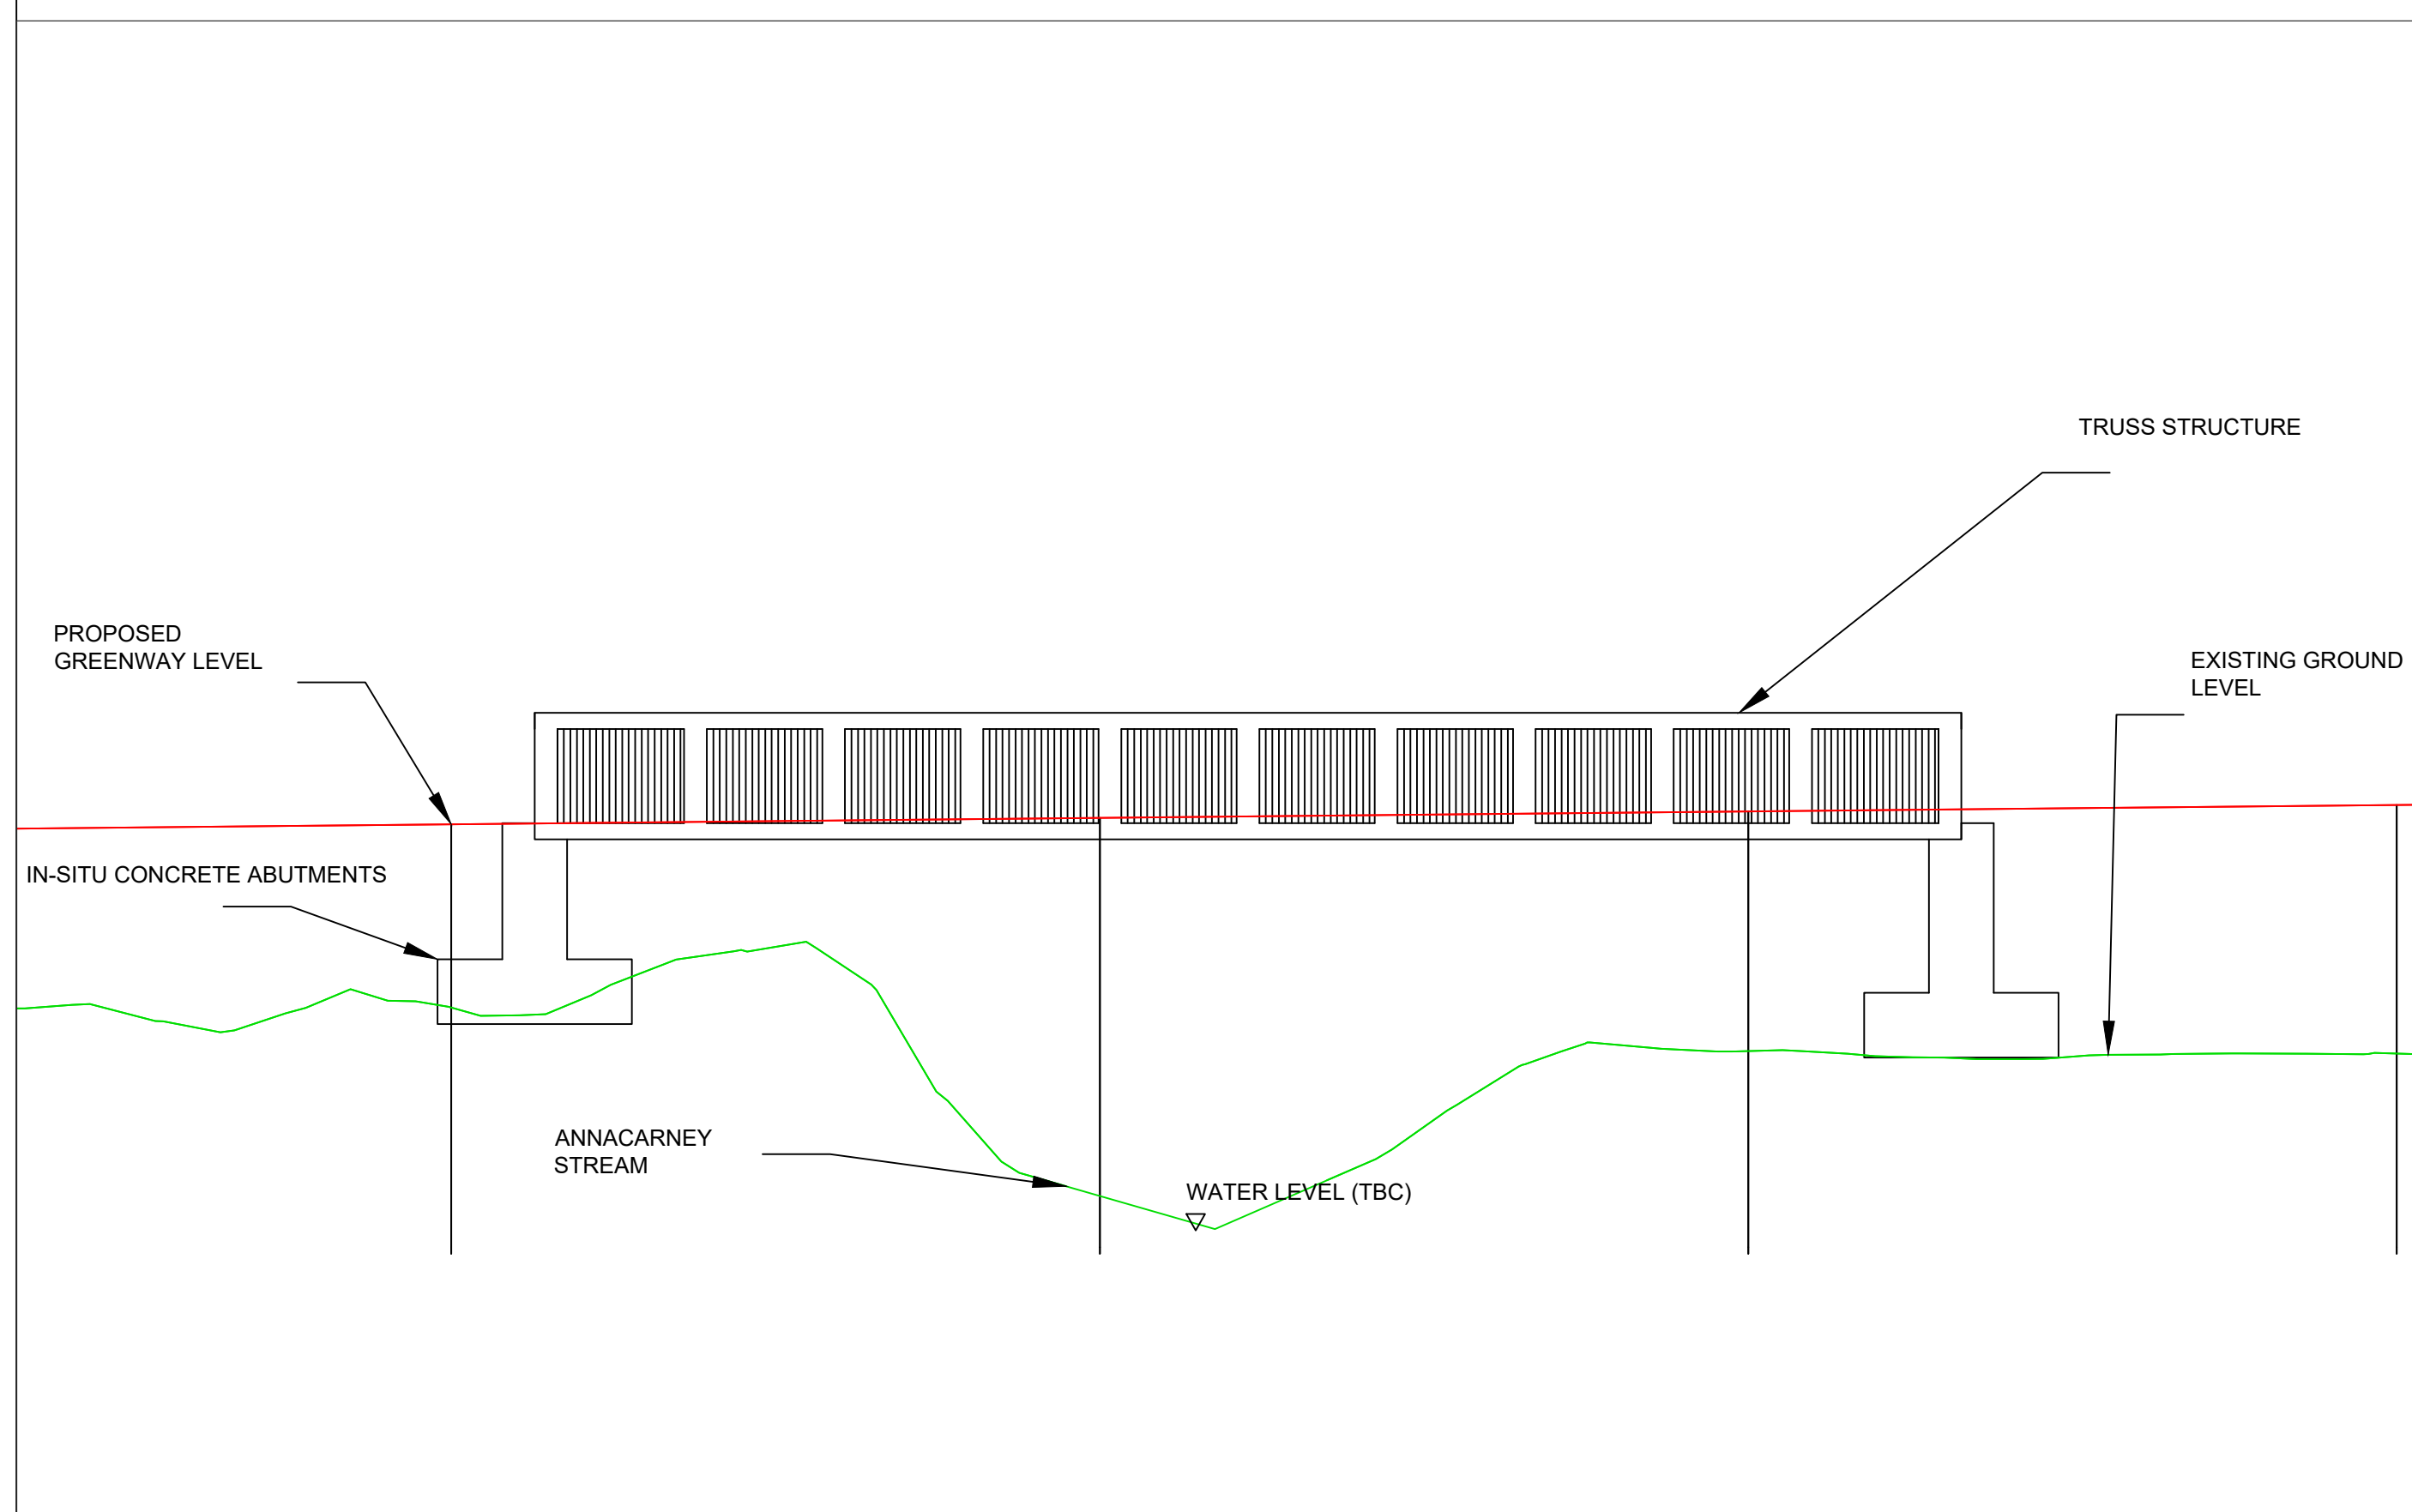 TRUSS STRUCTURE
PROPOSED
GREENWAY LEVEL
EXISTING GROUND
LEVEL
IN-SITU CONCRETE ABUTMENTS
ANNACARNEY
STREAM
WATER LEVEL (TBC)